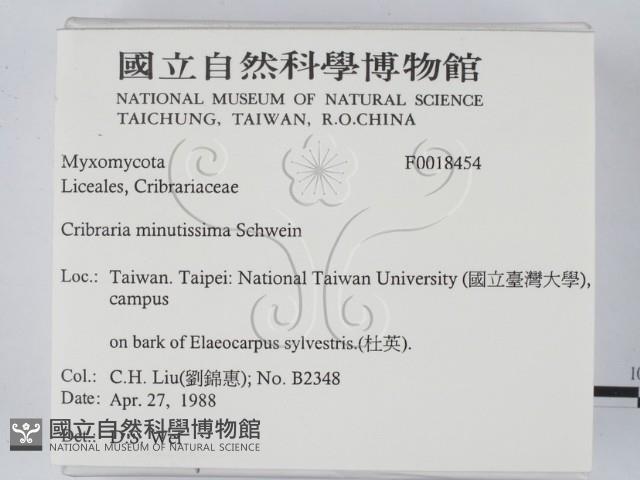 國立自然科學博物館
NATIONAL MUSEUM OF NATURAL SCIENCE
TAICHUNG, TAIWAN, R.O.CHINA
Myxomycota F0018454
Liceales, Cribrariaceae
Cribraria minutissima Schwein
Loc.: Taiwan. Taipei: National Taiwan University (國立臺灣大學),
campus
on bark of Elaeocarpus sylvestris.(杜英).
Col.: C.H. Liu(劉錦惠); No. B2348
Date: Apr. 27, 1988
Det.: D.S. Wei
國立自然科學博物館
NATIONAL MUSEUM OF NATURAL SCIENCE
10